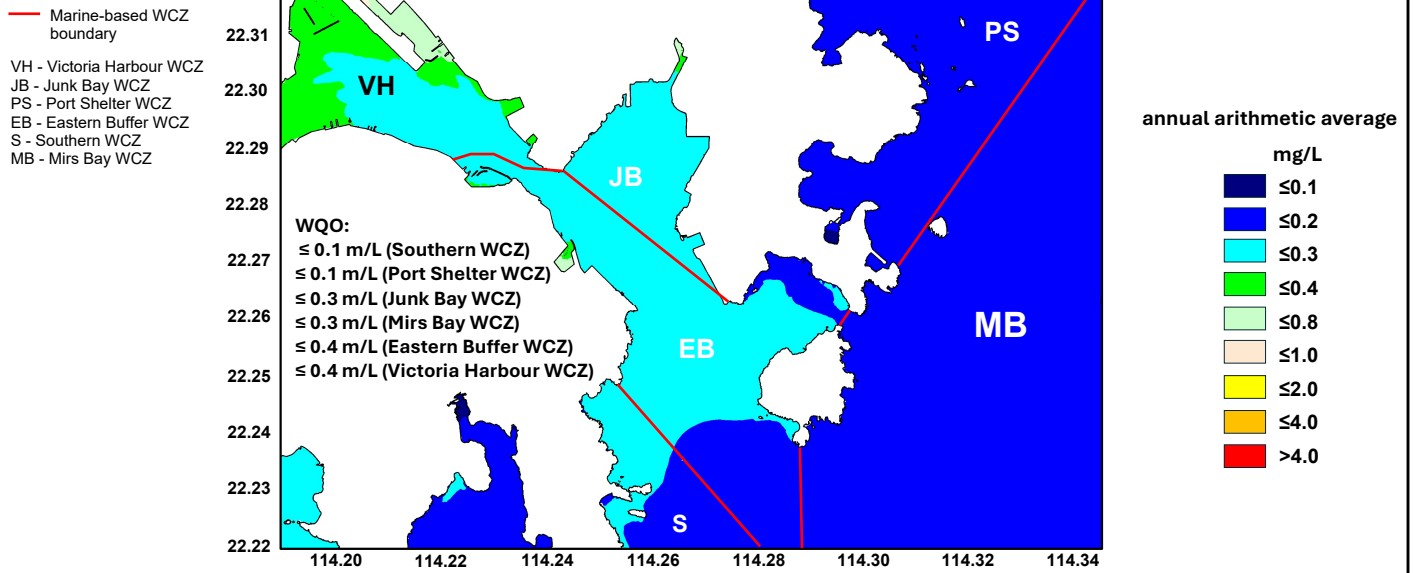 Marine-based WCZ
boundary
VH - Victoria Harbour WCZ
JB - Junk Bay WCZ
PS - Port Shelter WCZ
EB - Eastern Buffer WCZ
S - Southern WCZ
MB - Mirs Bay WCZ
22.31
22.30
22.29
22.28
22.27
22.26
22.25
22.24
22.23
22.22
114.20
114.22
114.24
114.26
114.28
114.30
114.32
114.34
VH
JB
PS
EB
MB
S
WQO:
≤ 0.1 m/L (Southern WCZ)
≤ 0.1 m/L (Port Shelter WCZ)
≤ 0.3 m/L (Junk Bay WCZ)
≤ 0.3 m/L (Mirs Bay WCZ)
≤ 0.4 m/L (Eastern Buffer WCZ)
≤ 0.4 m/L (Victoria Harbour WCZ)
annual arithmetic average
mg/L
≤0.1
≤0.2
≤0.3
≤0.4
≤0.8
≤1.0
≤2.0
≤4.0
>4.0